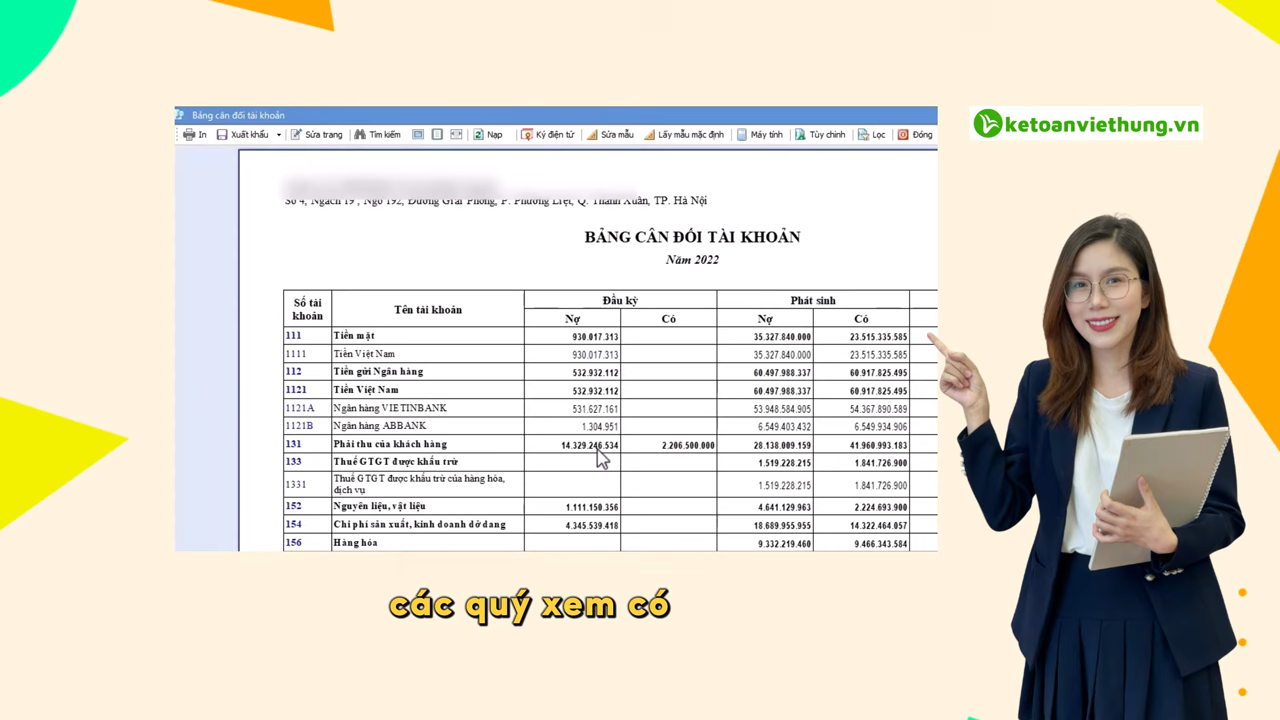 Bảng cân đối tài khoản
In Xuất khẩu Sửa trang Tìm kiếm Nạp Ký điện tử Sửa mẫu Lấy mẫu mặc định Máy tính Tùy chỉnh Lọc Đóng
ketoanviethung.vn
Số 4, Ngách 19, Ngõ 192, Đường Giải Phóng, P. Phương Liệt, Q. Thanh Xuân, TP. Hà Nội
BẢNG CÂN ĐỐI TÀI KHOẢN
Năm 2022
Số tài khoản Tên tài khoản Đầu kỳ Phát sinh
Nợ Có Nợ Có
111 Tiền mặt 930.017.313 35.327.840.000 23.515.335.585
1111 Tiền Việt Nam 930.017.313 35.327.840.000 23.515.335.585
112 Tiền gửi Ngân hàng 532.932.112 60.497.988.337 60.917.825.495
1121 Tiền Việt Nam 532.932.112 60.497.988.337 60.917.825.495
1121A Ngân hàng VIETINBANK 531.627.161 53.948.584.905 54.367.890.589
1121B Ngân hàng ABBANK 1.304.951 6.549.403.432 6.549.934.906
131 Phải thu của khách hàng 14.329.246.534 2.206.500.000 28.138.009.159 41.960.993.183
133 Thuế GTGT được khấu trừ 1.519.228.215 1.841.726.900
1331 Thuế GTGT được khấu trừ của hàng hóa, dịch vụ 1.519.228.215 1.841.726.900
152 Nguyên liệu, vật liệu 1.111.150.356 4.641.129.963 2.224.693.900
154 Chi phí sản xuất, kinh doanh dở dang 4.345.539.418 18.689.955.955 14.322.464.057
156 Hàng hóa 9.332.219.460 9.466.343.584
các quý xem có